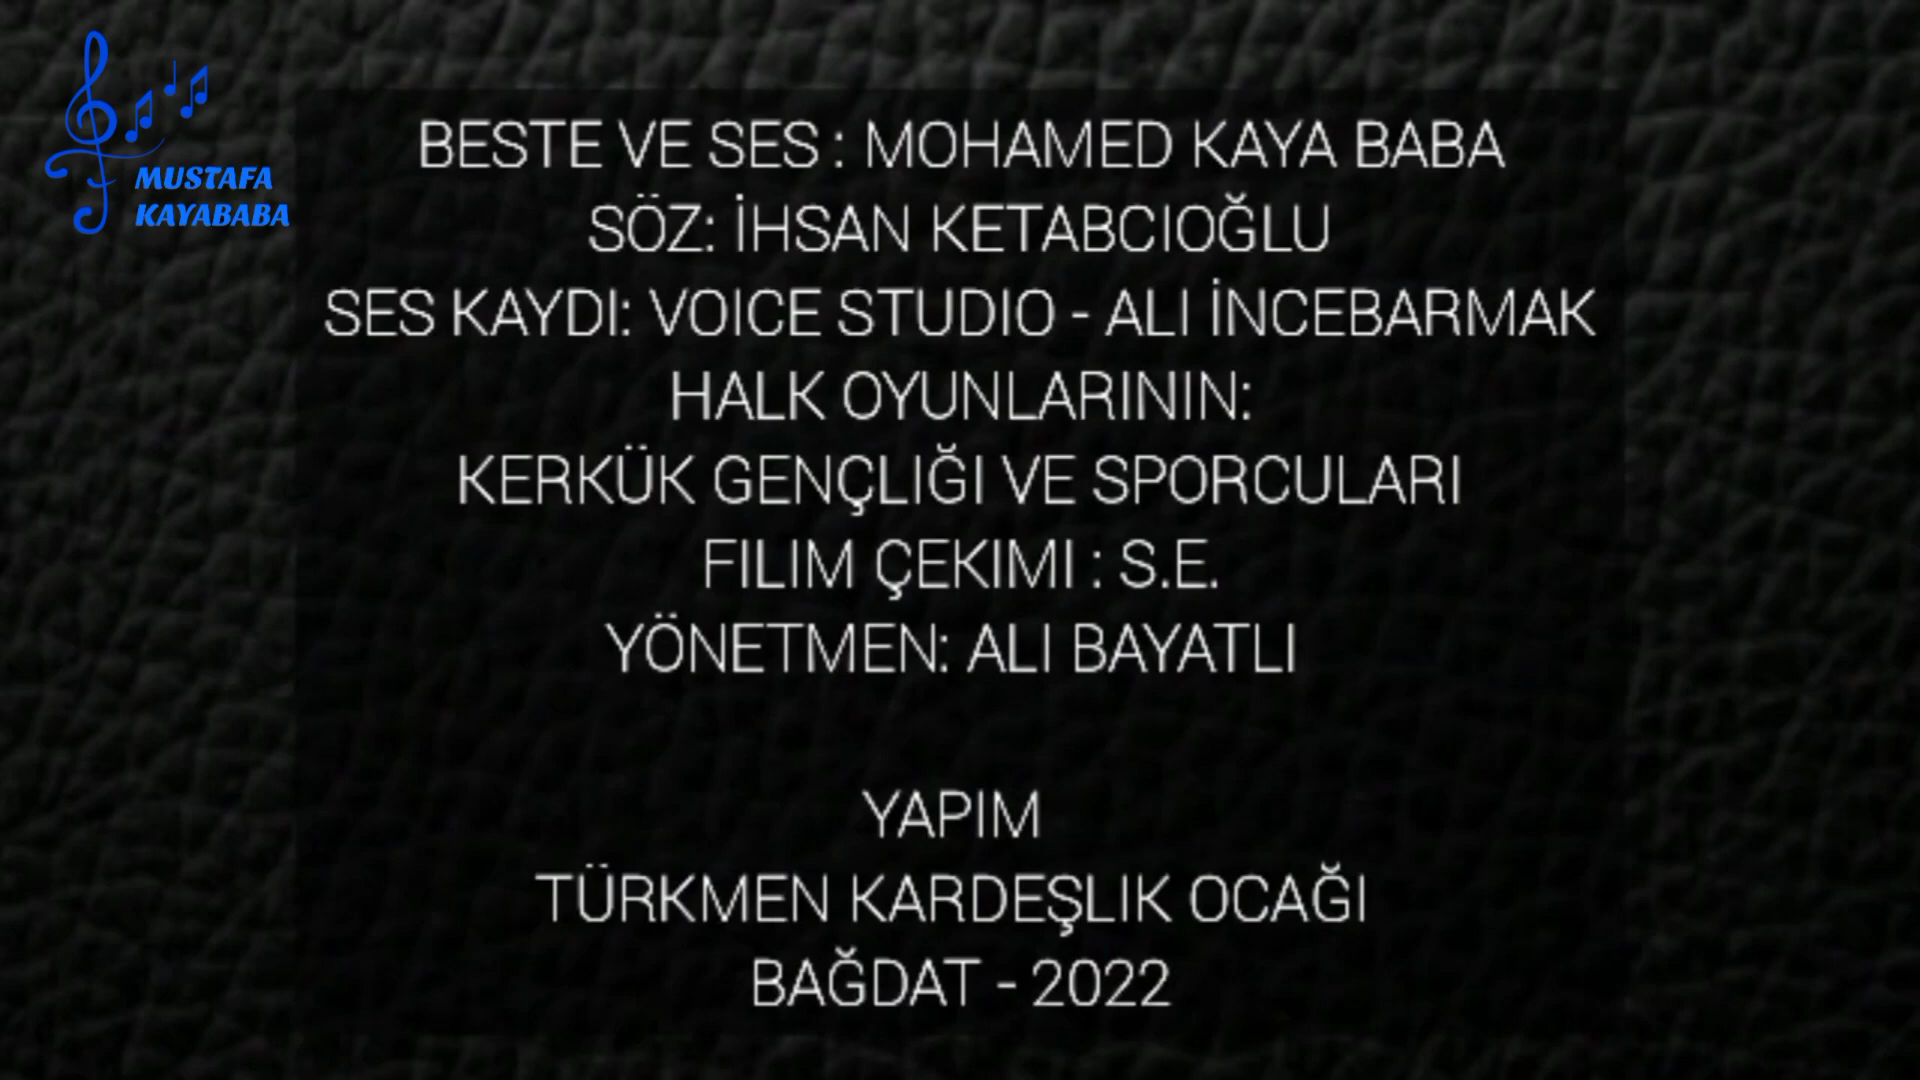 MUSTAFA
KAYABABA
BESTE VE SES : MOHAMED KAYA BABA
SÖZ: İHSAN KETABCIOĞLU
SES KAYDI: VOICE STUDIO - ALI İNCEBARMAK
HALK OYUNLARININ:
KERKÜK GENÇLIĞI VE SPORCULARI
FILIM ÇEKIMI : S.E.
YÖNETMEN: ALI BAYATLI
YAPIM
TÜRKMEN KARDEŞLIK OCAĞI
BAĞDAT - 2022